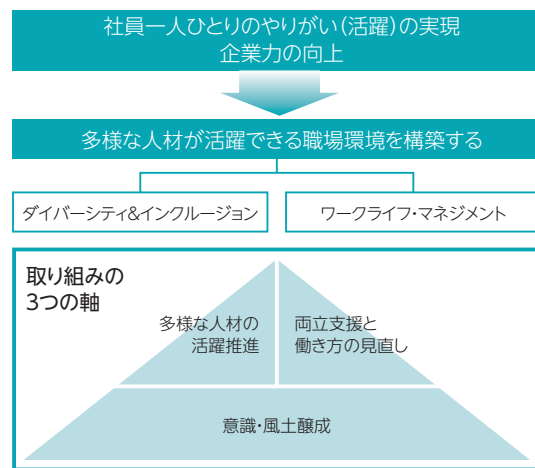 社員一人ひとりのやりがい(活躍)の実現
企業力の向上
多様な人材が活躍できる職場環境を構築する
ダイバーシティ&インクルージョン
ワークライフ・マネジメント
取り組みの
3つの軸
多様な人材の
活躍推進
両立支援と
働き方の見直し
意識・風土醸成